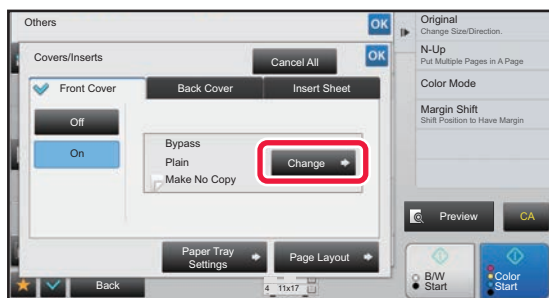 Others
OK
Covers/Inserts
Cancel All
OK
Front Cover
Back Cover
Insert Sheet
Off
On
Bypass
Plain
Make No Copy
Change
Paper Tray
Settings
Page Layout
Back
4 11x17
Original
Change Size/Direction.
N-Up
Put Multiple Pages in A Page
Color Mode
Margin Shift
Shift Position to Have Margin
Preview
CA
B/W
Start
Color
Start